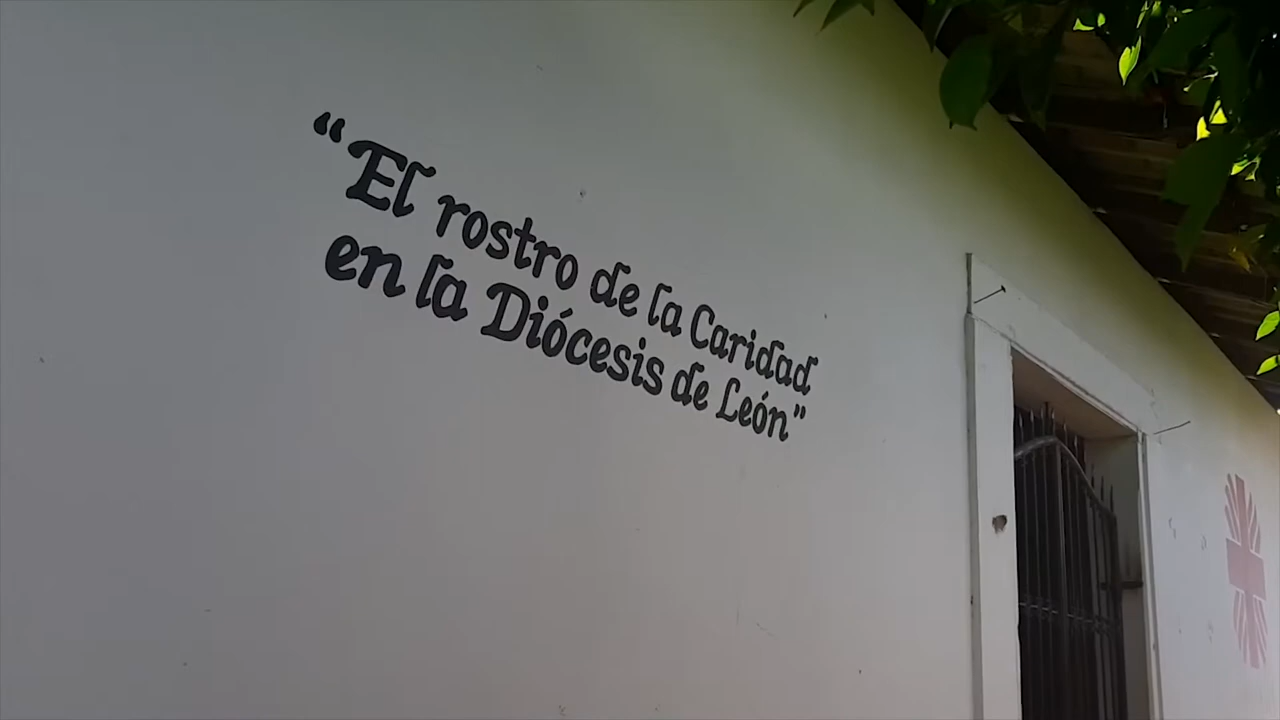 “El rostro de la Caridad
en la Diócesis de León”